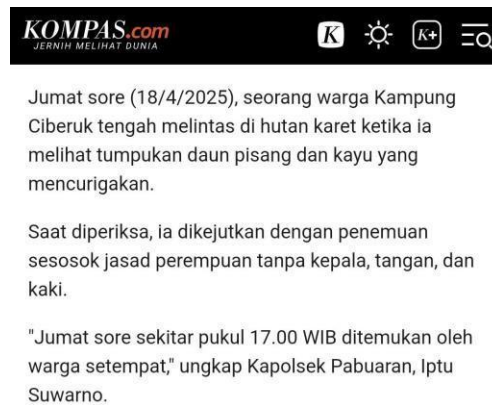 KOMPAS.com
JERNIH MELIHAT DUNIA
K
K+
Jumat sore (18/4/2025), seorang warga Kampung
Ciberuk tengah melintas di hutan karet ketika ia
melihat tumpukan daun pisang dan kayu yang
mencurigakan.
Saat diperiksa, ia dikejutkan dengan penemuan
sesosok jasad perempuan tanpa kepala, tangan, dan
kaki.
"Jumat sore sekitar pukul 17.00 WIB ditemukan oleh
warga setempat," ungkap Kapolsek Pabuaran, Iptu
Suwarno.